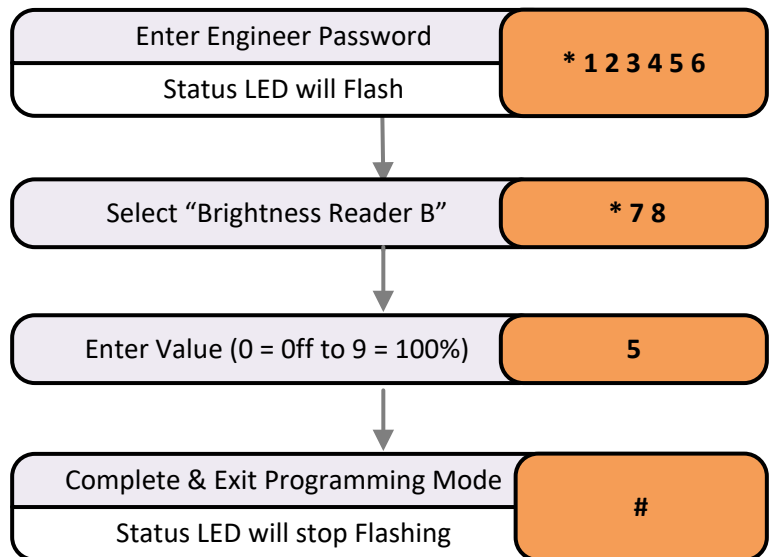 Enter Engineer Password
Status LED will Flash
* 1 2 3 4 5 6
Select “Brightness Reader B”
* 7 8
Enter Value (0 = 0ff to 9 = 100%)
5
Complete & Exit Programming Mode
Status LED will stop Flashing
#